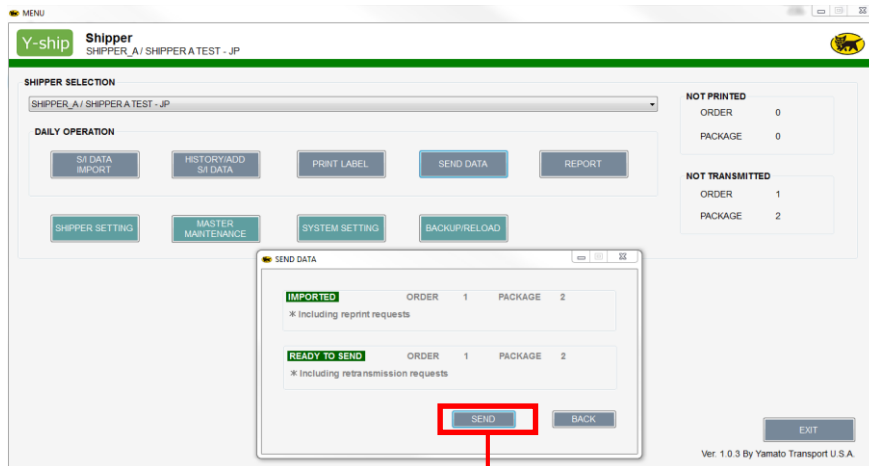 MENU
Y-ship
Shipper
SHIPPER_A / SHIPPER A TEST - JP
SHIPPER SELECTION
SHIPPER_A / SHIPPER A TEST - JP
DAILY OPERATION
S/I DATA
IMPORT
HISTORY/ADD
S/I DATA
PRINT LABEL
SEND DATA
REPORT
SHIPPER SETTING
MASTER
MAINTENANCE
SYSTEM SETTING
BACKUP/RELOAD
NOT PRINTED
ORDER 0
PACKAGE 0
NOT TRANSMITTED
ORDER 1
PACKAGE 2
SEND DATA
IMPORTED ORDER 1 PACKAGE 2
* Including reprint requests
READY TO SEND ORDER 1 PACKAGE 2
* Including retransmission requests
SEND
BACK
EXIT
Ver. 1.0.3 By Yamato Transport U.S.A.